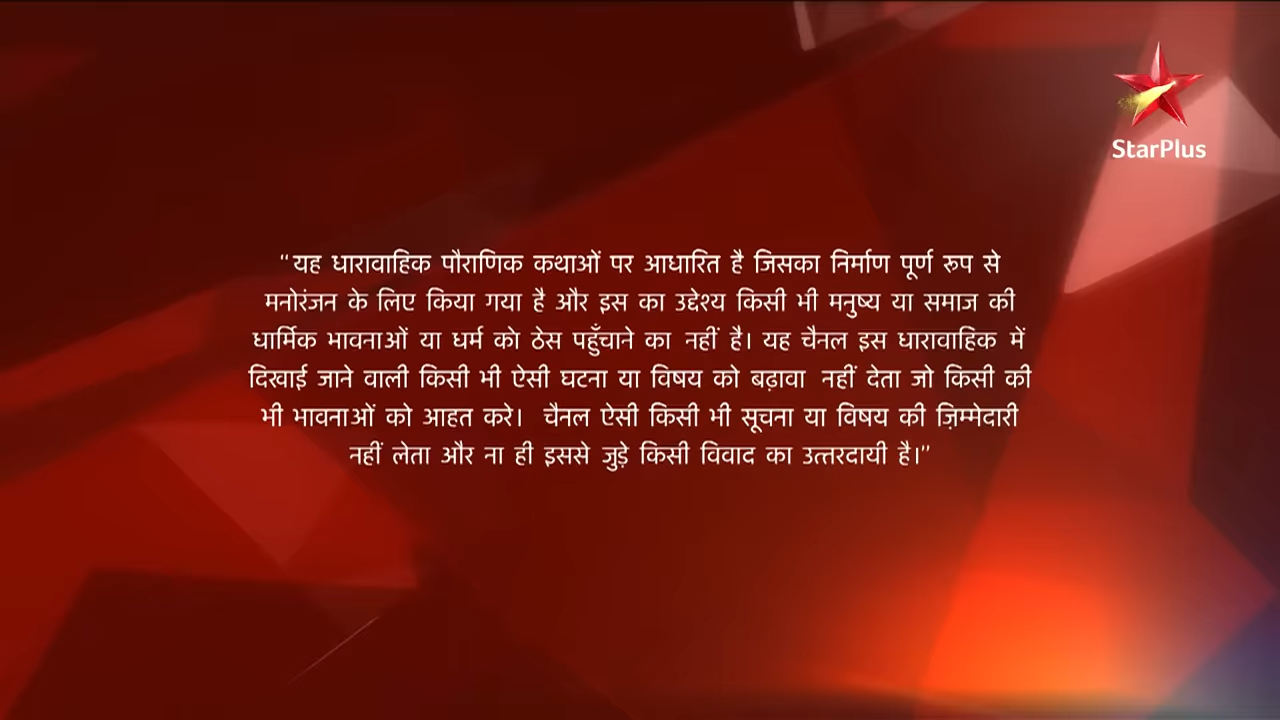 StarPlus
“यह धारावाहिक पौराणिक कथाओं पर आधारित है जिसका निर्माण पूर्ण रूप से
मनोरंजन के लिए किया गया है और इस का उद्देश्य किसी भी मनुष्य या समाज की
धार्मिक भावनाओं या धर्म को ठेस पहुँचाने का नहीं है। यह चैनल इस धारावाहिक में
दिखाई जाने वाली किसी भी ऐसी घटना या विषय को बढ़ावा नहीं देता जो किसी की
भी भावनाओं को आहत करे। चैनल ऐसी किसी भी सूचना या विषय की ज़िम्मेदारी
नहीं लेता और ना ही इससे जुड़े किसी विवाद का उत्तरदायी है।”